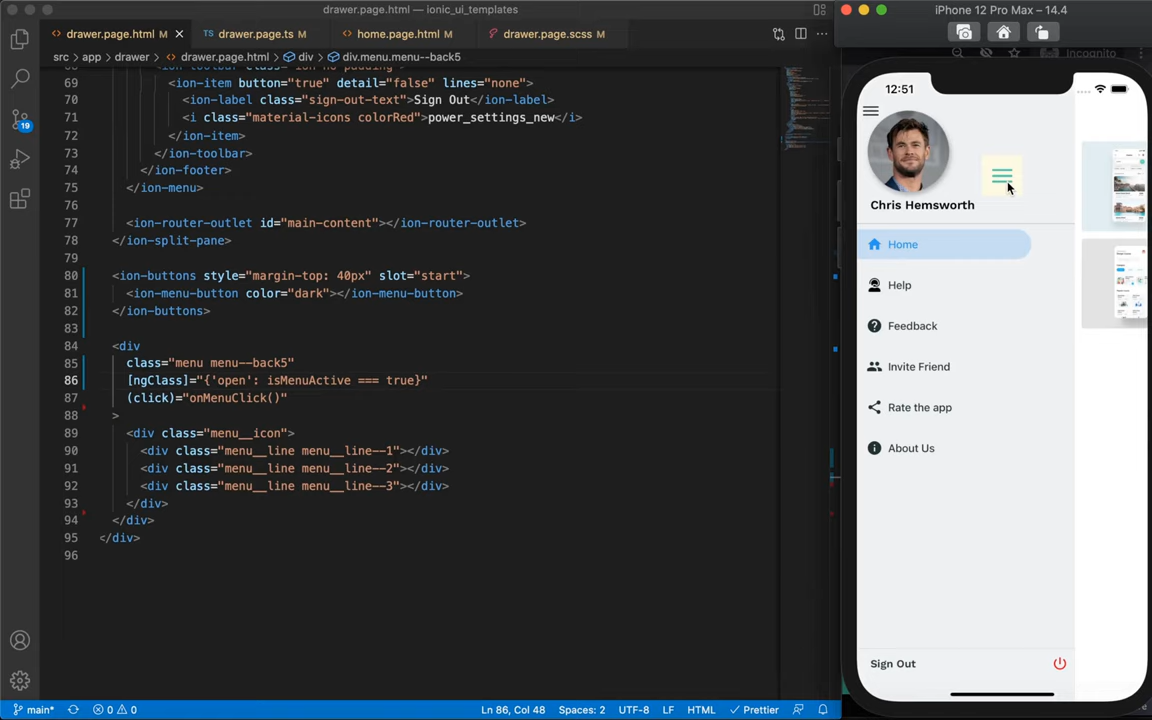 drawer.page.html — ionic_ui_templates
iPhone 12 Pro Max – 14.4
drawer.page.html M
drawer.page.ts M
home.page.html M
drawer.page.scss M
src > app > drawer > drawer.page.html > div > div.menu.menu--back5
Incognito
69 <ion-item button="true" detail="false" lines="none">
70 <ion-label class="sign-out-text">Sign Out</ion-label>
71 <i class="material-icons colorRed">power_settings_new</i>
72 </ion-item>
73 </ion-toolbar>
74 </ion-footer>
75 </ion-menu>
76
77 <ion-router-outlet id="main-content"></ion-router-outlet>
78 </ion-split-pane>
79
80 <ion-buttons style="margin-top: 40px" slot="start">
81 <ion-menu-button color="dark"></ion-menu-button>
82 </ion-buttons>
83
84 <div
85 class="menu menu--back5"
86 [ngClass]="{'open': isMenuActive === true}"
87 (click)="onMenuClick()"
88 >
89 <div class="menu__icon">
90 <div class="menu__line menu__line--1"></div>
91 <div class="menu__line menu__line--2"></div>
92 <div class="menu__line menu__line--3"></div>
93 </div>
94 </div>
95 </div>
96
12:51
Chris Hemsworth
Home
Help
Feedback
Invite Friend
Rate the app
About Us
Sign Out
19
main*
0
0
Ln 86, Col 48
Spaces: 2
UTF-8
LF
HTML
Prettier